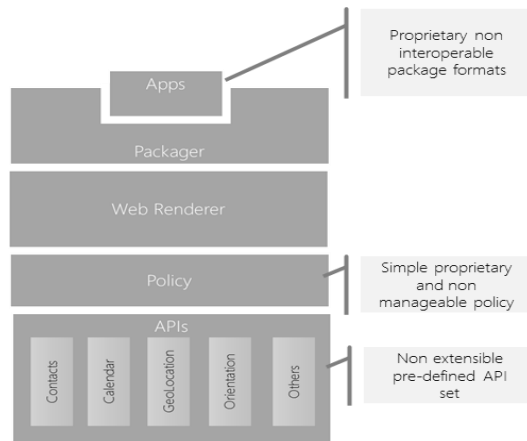 Proprietary non
interoperable
package formats
Apps
Packager
Web Renderer
Policy
Simple proprietary
and non
manageable policy
APIs
Contacts
Calendar
GeoLocation
Orientation
Others
Non extensible
pre-defined API
set